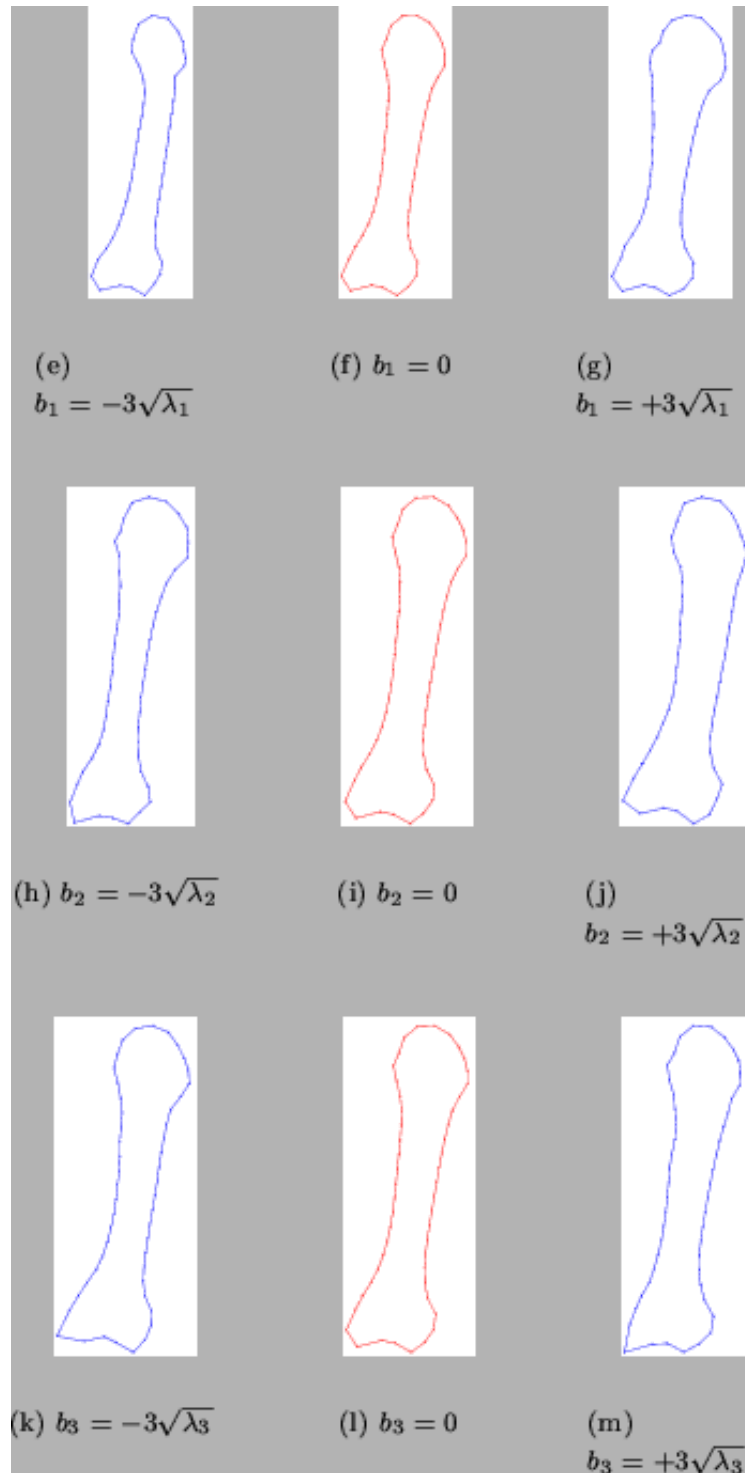 (e) (f) b₁ = 0 (g)
b₁ = −3√λ₁ b₁ = +3√λ₁
(h) b₂ = −3√λ₂ (i) b₂ = 0 (j)
b₂ = +3√λ₂
(k) b₃ = −3√λ₃ (l) b₃ = 0 (m)
b₃ = +3√λ₃